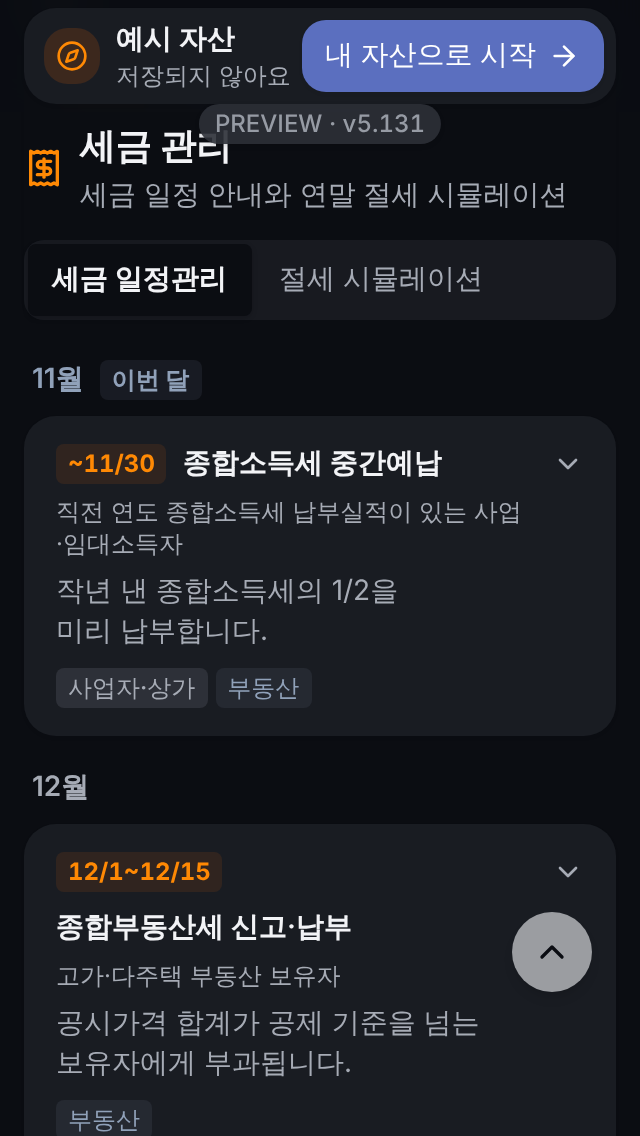 예시 자산
저장되지 않아요
내 자산으로 시작 →
PREVIEW · v5.131
세금 관리
세금 일정 안내와 연말 절세 시뮬레이션
세금 일정관리
절세 시뮬레이션
11월 이번 달
~11/30 종합소득세 중간예납
직전 연도 종합소득세 납부실적이 있는 사업
·임대소득자
작년 낸 종합소득세의 1/2을
미리 납부합니다.
사업자·상가 부동산
12월
12/1~12/15
종합부동산세 신고·납부
고가·다주택 부동산 보유자
공시가격 합계가 공제 기준을 넘는
보유자에게 부과됩니다.
부동산